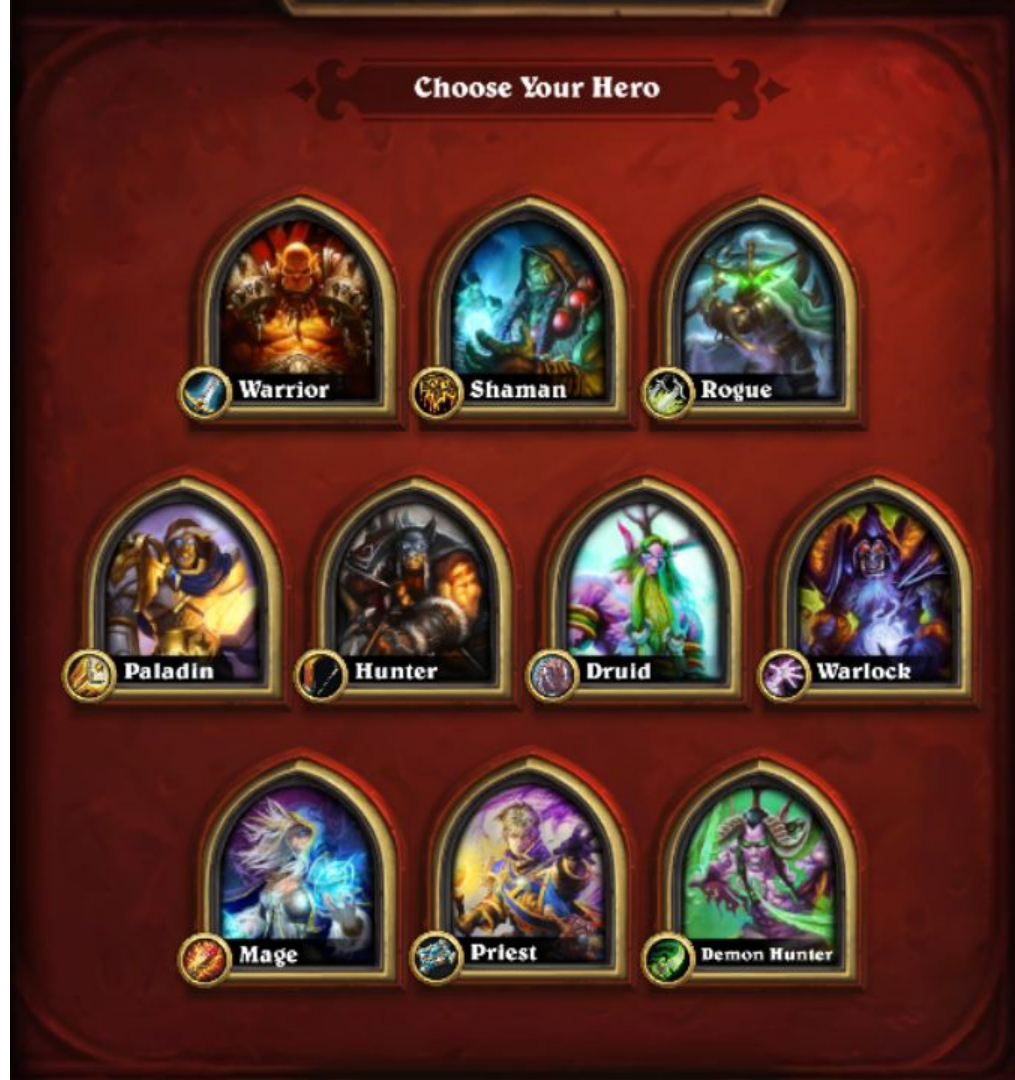 Choose Your Hero
Warrior
Shaman
Rogue
Paladin
Hunter
Druid
Warlock
Mage
Priest
Demon Hunter